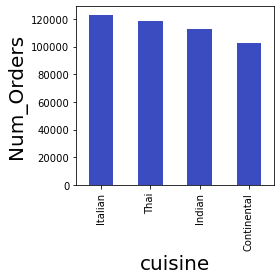 Num_Orders
120000
100000
80000
60000
40000
20000
0
Italian
Thai
Indian
Continental
cuisine